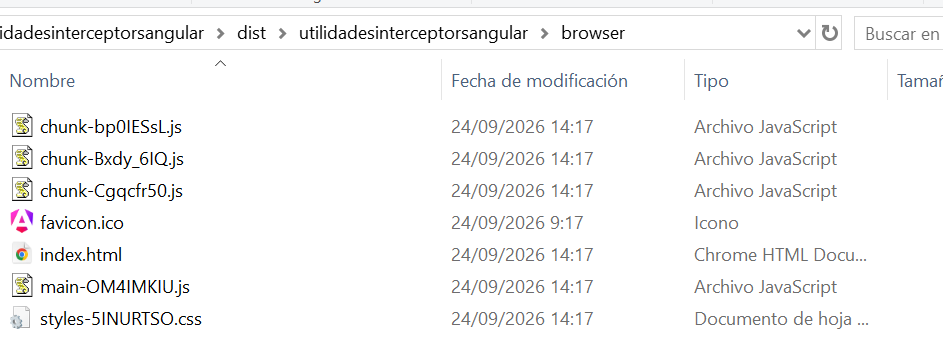 idadesinterceptorsangular > dist > utilidadesinterceptorsangular > browser Buscar en
Nombre Fecha de modificación Tipo Tamañ
chunk-bp0IESsL.js 24/09/2026 14:17 Archivo JavaScript
chunk-Bxdy_6IQ.js 24/09/2026 14:17 Archivo JavaScript
chunk-Cgqcfr50.js 24/09/2026 14:17 Archivo JavaScript
favicon.ico 24/09/2026 9:17 Icono
index.html 24/09/2026 14:17 Chrome HTML Docu...
main-OM4IMKIU.js 24/09/2026 14:17 Archivo JavaScript
styles-5INURTSO.css 24/09/2026 14:17 Documento de hoja ...